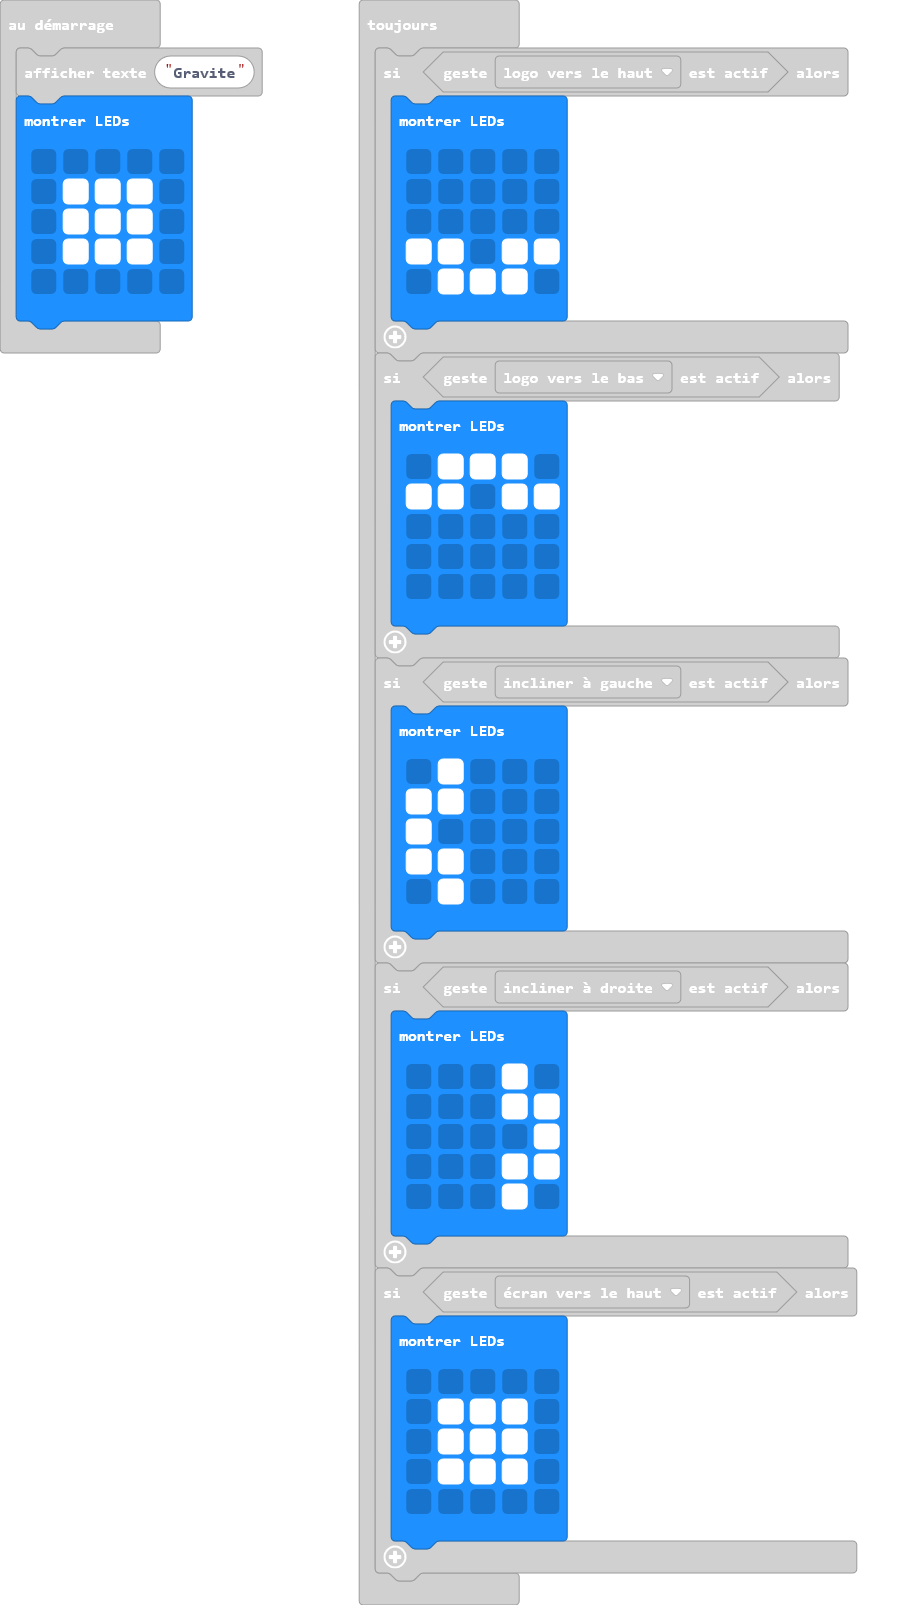 au démarrage
afficher texte "Gravite"
montrer LEDs
toujours
si geste logo vers le haut est actif alors
montrer LEDs
si geste logo vers le bas est actif alors
montrer LEDs
si geste incliner à gauche est actif alors
montrer LEDs
si geste incliner à droite est actif alors
montrer LEDs
si geste écran vers le haut est actif alors
montrer LEDs